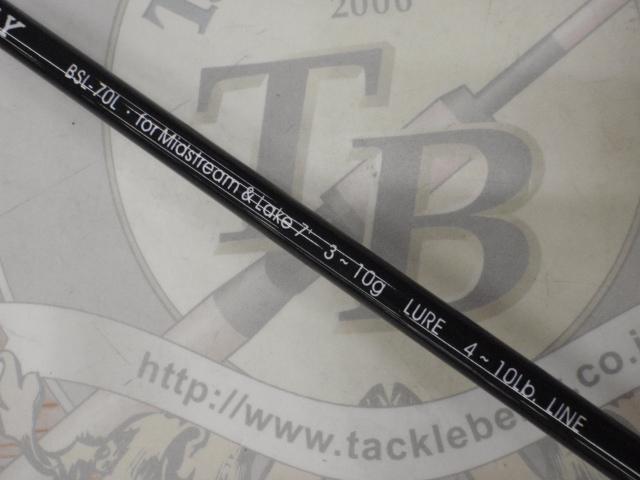 BSL-70L · for Midstream & Lake 7' 3~10g LURE 4~10Lb. LINE
2006
TB
http://www.tacklebe
co.j